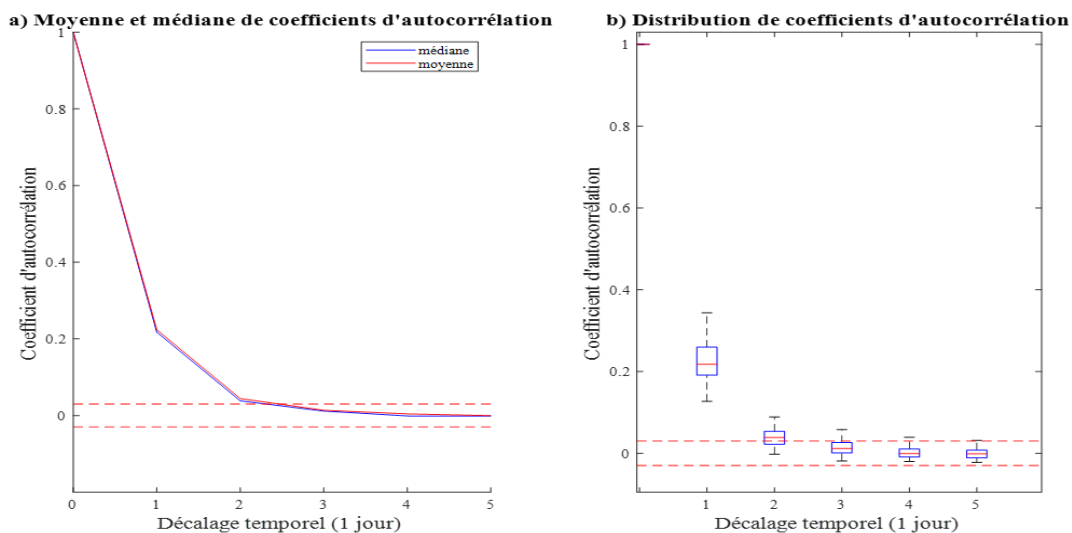 a) Moyenne et médiane de coefficients d'autocorrélation
1
0.8
0.6
0.4
0.2
0
Coefficient d'autocorrélation
médiane
moyenne
0 1 2 3 4 5
Décalage temporel (1 jour)
b) Distribution de coefficients d'autocorrélation
1
0.8
0.6
0.4
0.2
0
Coefficient d'autocorrélation
1 2 3 4 5
Décalage temporel (1 jour)